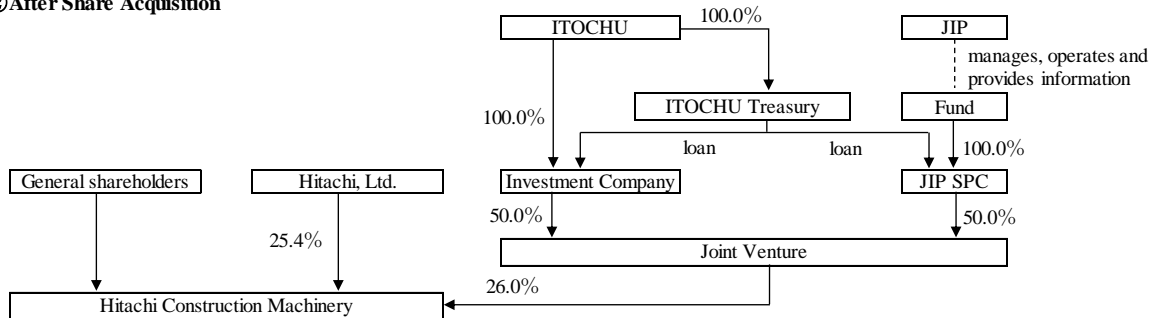 After Share Acquisition
ITOCHU
100.0%
JIP
manages, operates and
provides information
ITOCHU Treasury
Fund
100.0%
loan
loan
100.0%
General shareholders
Hitachi, Ltd.
Investment Company
JIP SPC
50.0%
50.0%
25.4%
Joint Venture
26.0%
Hitachi Construction Machinery